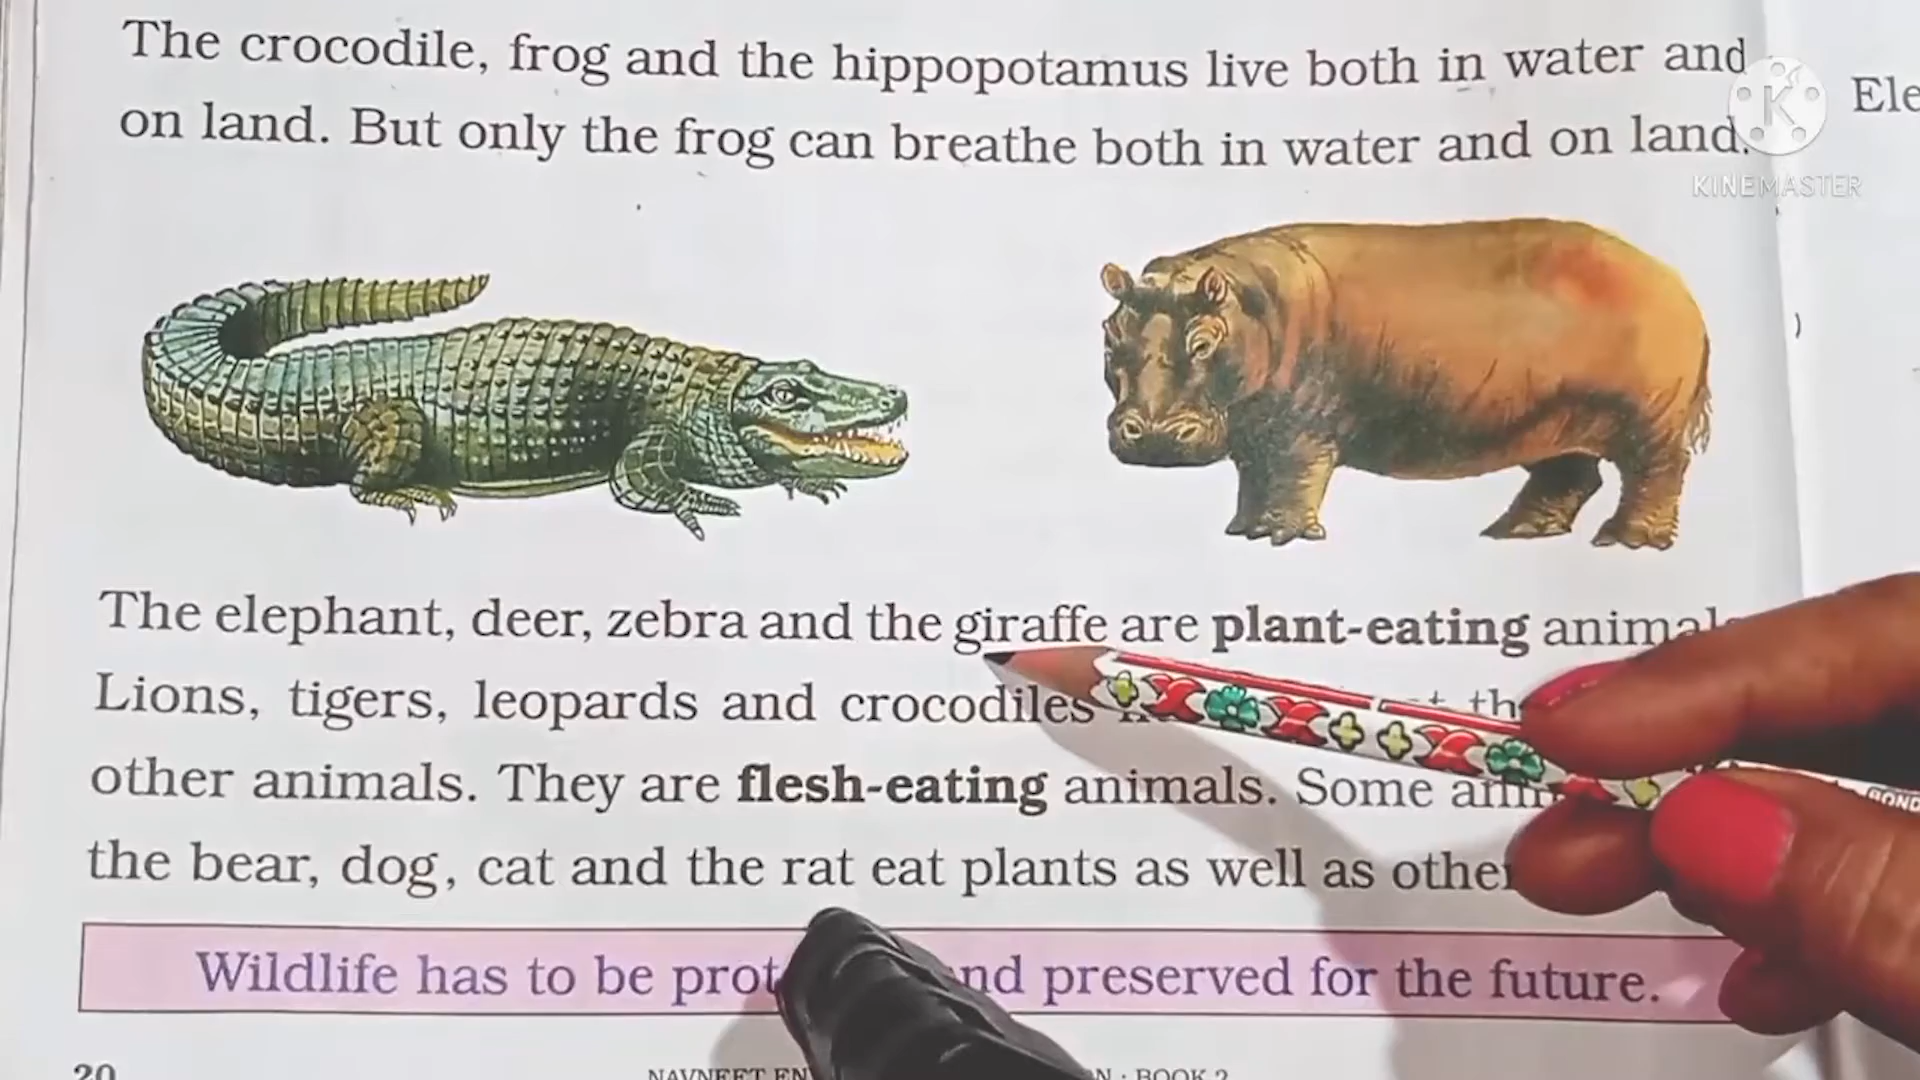 The crocodile, frog and the hippopotamus live both in water and
on land. But only the frog can breathe both in water and on land.
Ele
KINEMASTER
The elephant, deer, zebra and the giraffe are plant-eating
Lions, tigers, leopards and crocodiles
other animals. They are flesh-eating animals. Some
the bear, dog, cat and the rat eat plants as well as other
Wildlife has to be preserved for the future.
20
NAVNEET BOOK 2
BOND